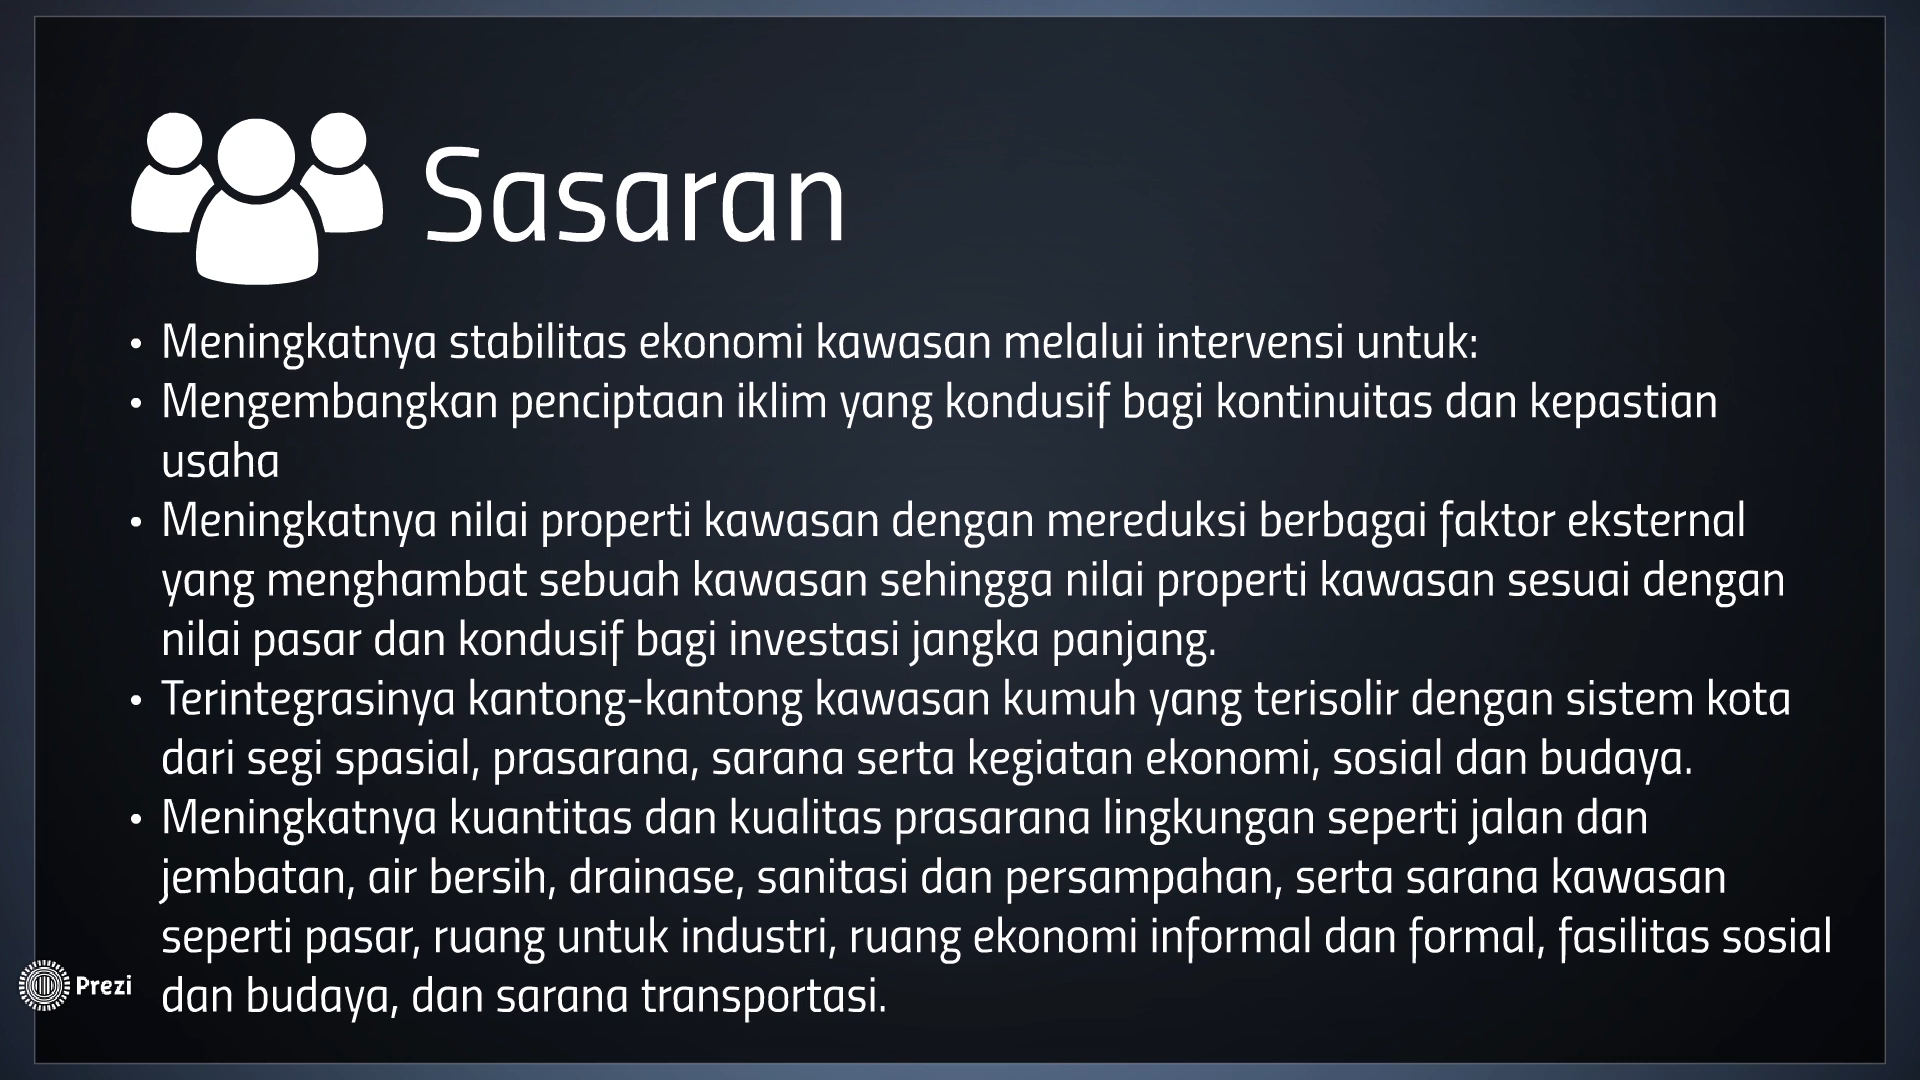 Sasaran
• Meningkatnya stabilitas ekonomi kawasan melalui intervensi untuk:
• Mengembangkan penciptaan iklim yang kondusif bagi kontinuitas dan kepastian
usaha
• Meningkatnya nilai properti kawasan dengan mereduksi berbagai faktor eksternal
yang menghambat sebuah kawasan sehingga nilai properti kawasan sesuai dengan
nilai pasar dan kondusif bagi investasi jangka panjang.
• Terintegrasinya kantong-kantong kawasan kumuh yang terisolir dengan sistem kota
dari segi spasial, prasarana, sarana serta kegiatan ekonomi, sosial dan budaya.
• Meningkatnya kuantitas dan kualitas prasarana lingkungan seperti jalan dan
jembatan, air bersih, drainase, sanitasi dan persampahan, serta sarana kawasan
seperti pasar, ruang untuk industri, ruang ekonomi informal dan formal, fasilitas sosial
dan budaya, dan sarana transportasi.
Prezi